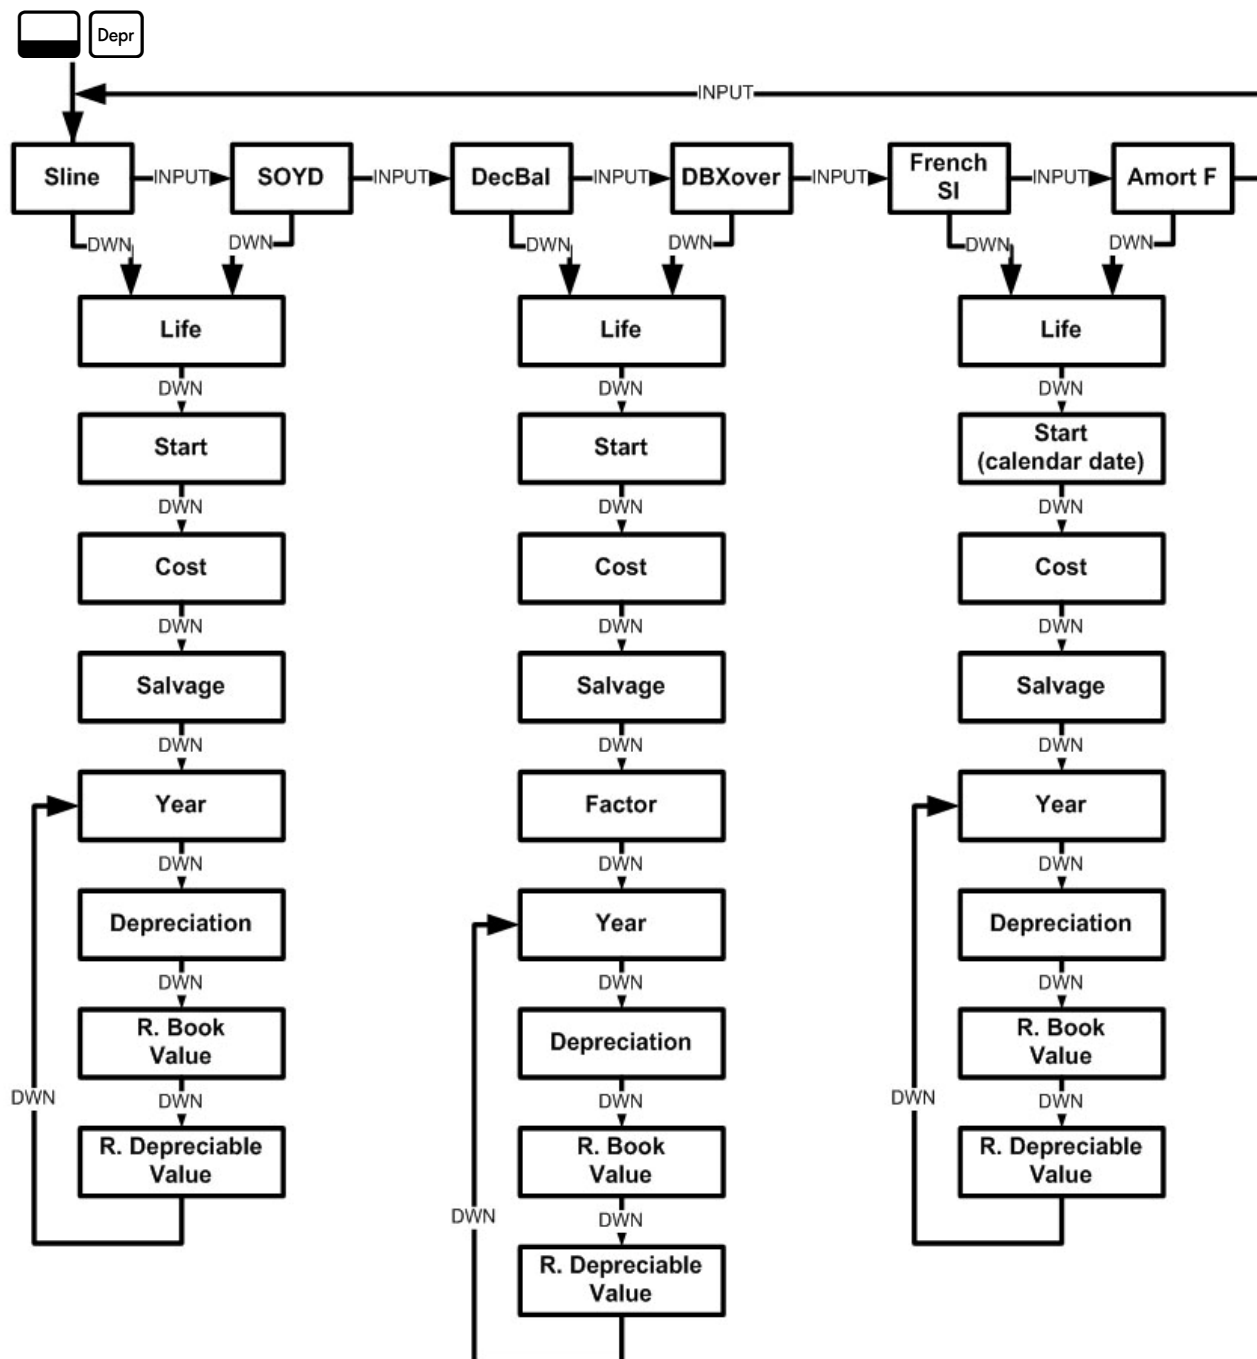 Depr
INPUT
Sline
INPUT
SOYD
INPUT
DecBal
INPUT
DBXover
INPUT
French
SI
INPUT
Amort F
DWN
DWN
DWN
DWN
DWN
DWN
Life
DWN
Start
DWN
Cost
DWN
Salvage
DWN
Year
DWN
Depreciation
DWN
R. Book
Value
DWN
DWN
R. Depreciable
Value
Life
DWN
Start
DWN
Cost
DWN
Salvage
DWN
Factor
DWN
Year
DWN
Depreciation
DWN
R. Book
Value
DWN
DWN
R. Depreciable
Value
Life
DWN
Start
(calendar date)
DWN
Cost
DWN
Salvage
DWN
Year
DWN
Depreciation
DWN
R. Book
Value
DWN
DWN
R. Depreciable
Value